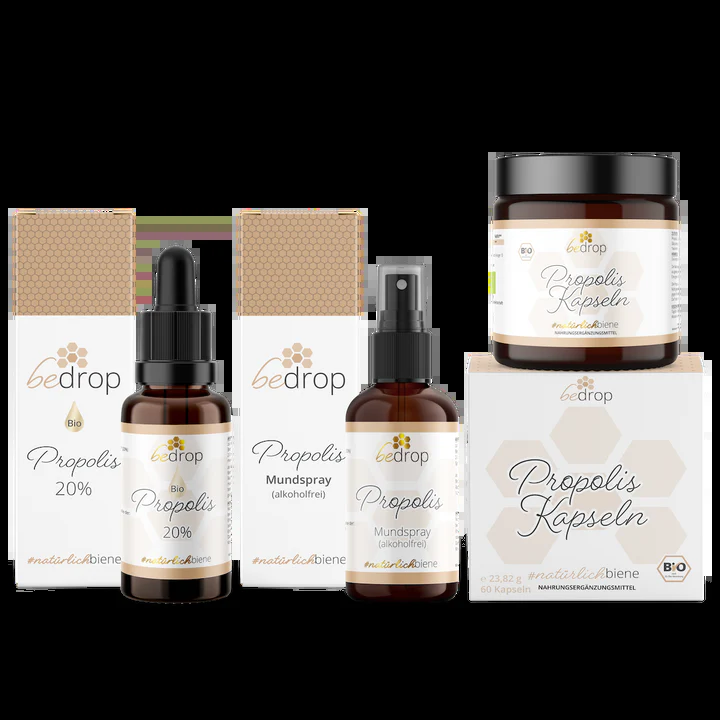 bedrop
Bio
Propolis
20%
#natürlichbiene
bedrop
Bio
Propolis
20%
#natürlichbiene
bedrop
Propolis
Mundspray
(alkoholfrei)
#natürlichbiene
bedrop
Propolis
Mundspray
(alkoholfrei)
#natürlichbiene
bedrop
BIO
Propolis
Kapseln
#natürlichbiene
NAHRUNGSERGÄNZUNGSMITTEL
bedrop
Propolis
Kapseln
#natürlichbiene
e 23,82 g
60 Kapseln
NAHRUNGSERGÄNZUNGSMITTEL
BIO